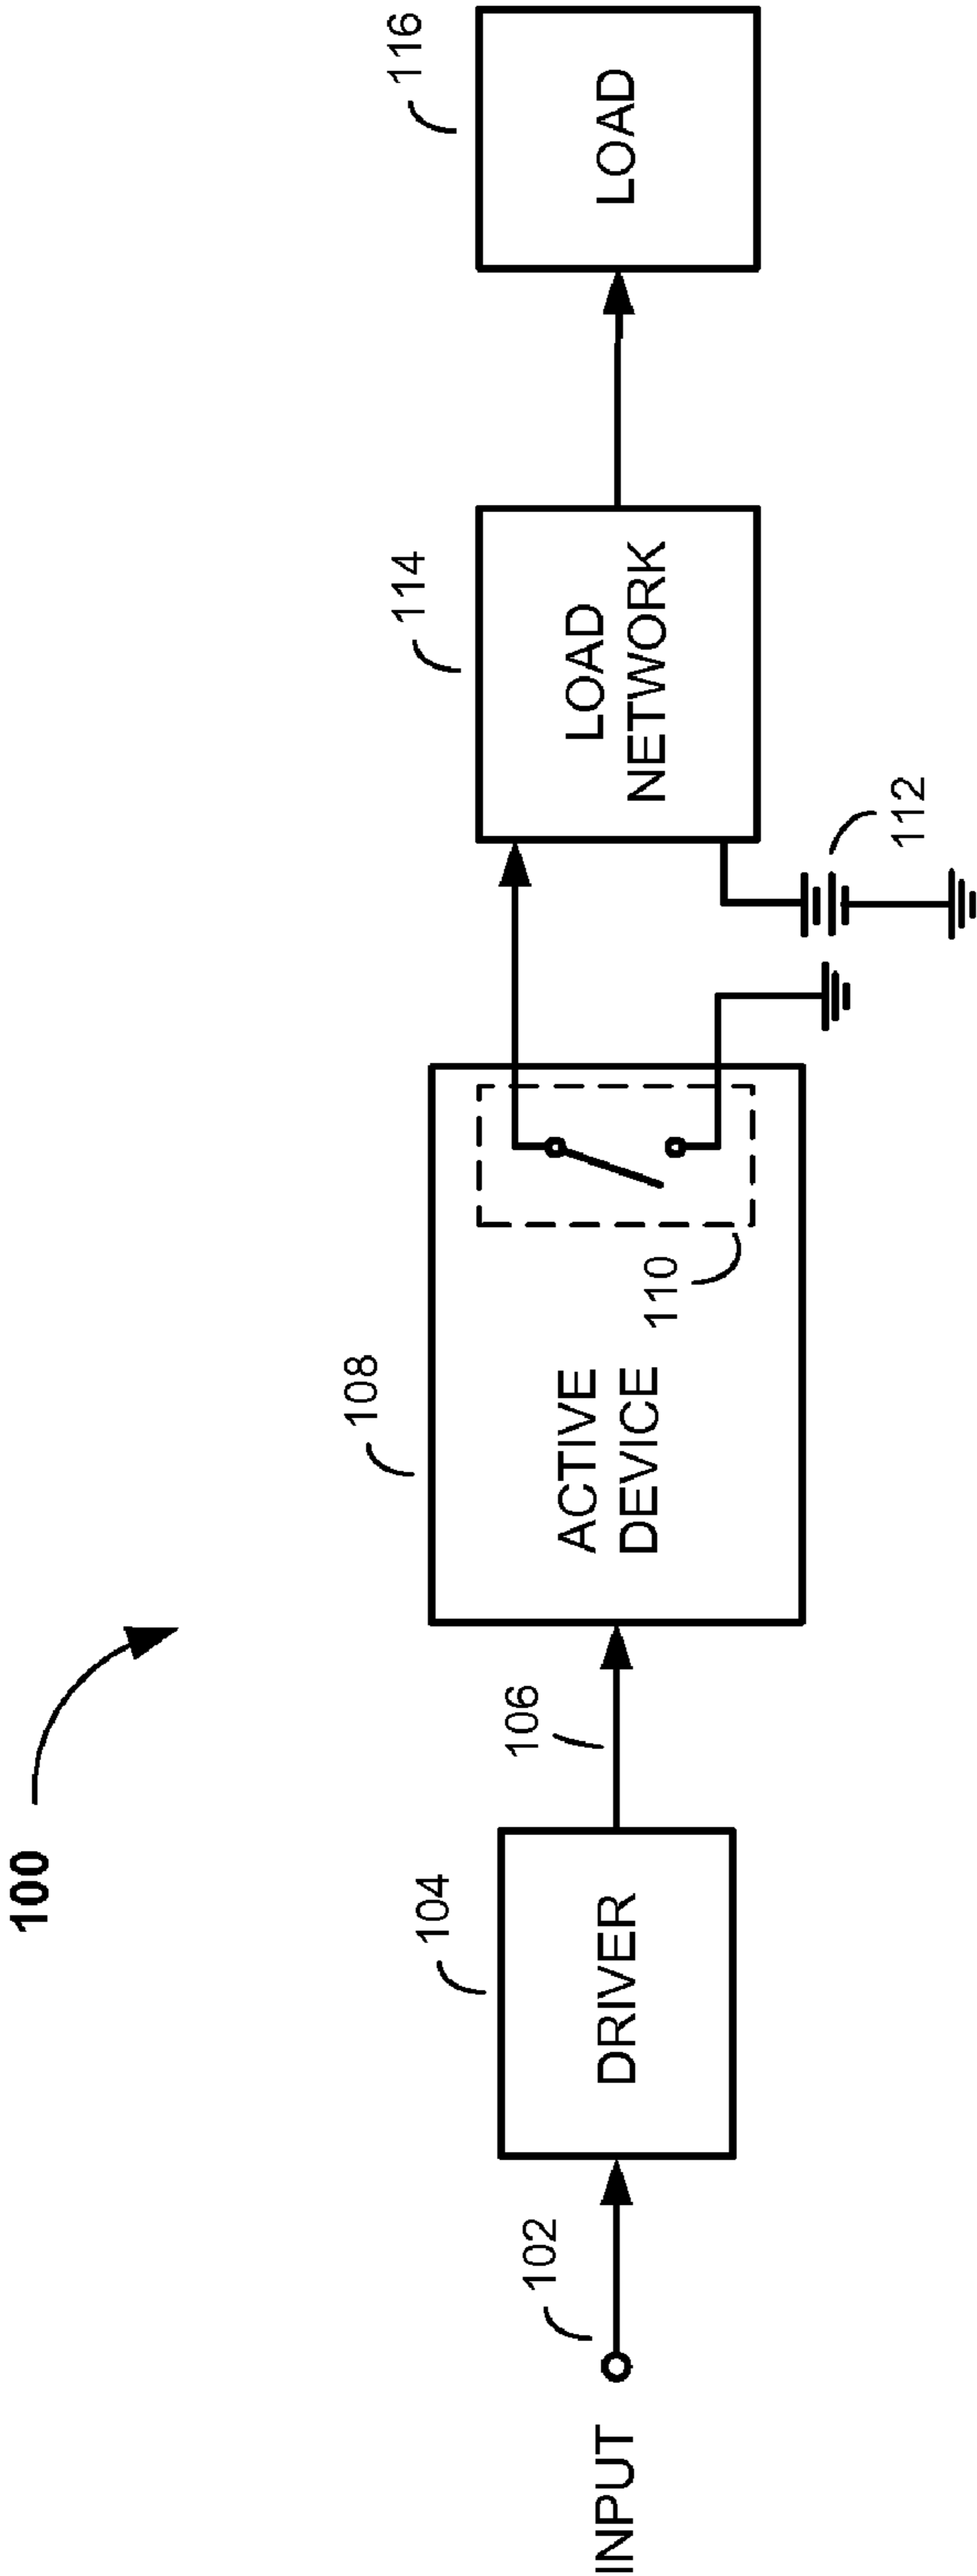 100
INPUT
102
DRIVER
104
106
ACTIVE
DEVICE
108
110
112
LOAD
NETWORK
114
LOAD
116